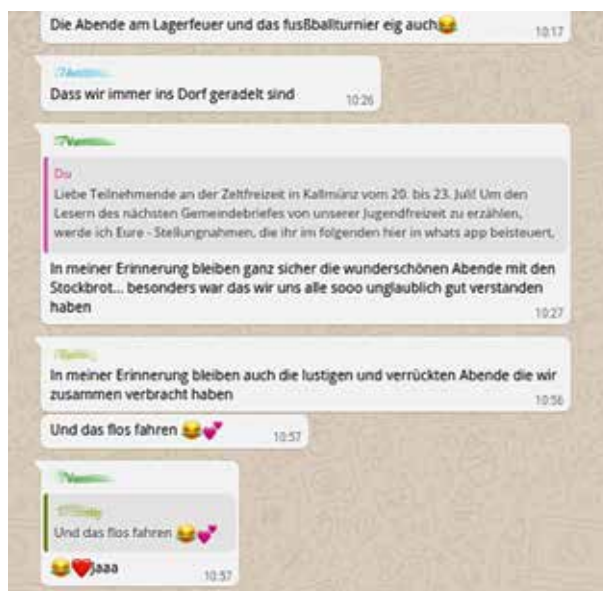 Die Abende am Lagerfeuer und das fusßballturnier eig auch😂
10:17
Dass wir immer ins Dorf geradelt sind
10:26
Du
Liebe Teilnehmende an der Zeltfreizeit in Kallmünz vom 20. bis 23. Juli! Um den
Lesern des nächsten Gemeindebriefes von unserer Jugendfreizeit zu erzählen,
werde ich Eure - Stellungnahmen, die ihr im folgenden hier in whats app beisteuert,
In meiner Erinnerung bleiben ganz sicher die wunderschönen Abende mit den
Stockbrot... besonders war das wir uns alle sooo unglaublich gut verstanden
haben
10:27
In meiner Erinnerung bleiben auch die lustigen und verrückten Abende die wir
zusammen verbracht haben
10:56
Und das flos fahren 😂💕
10:57
Und das flos fahren 😂💕
😂❤️Jaaa
10:57